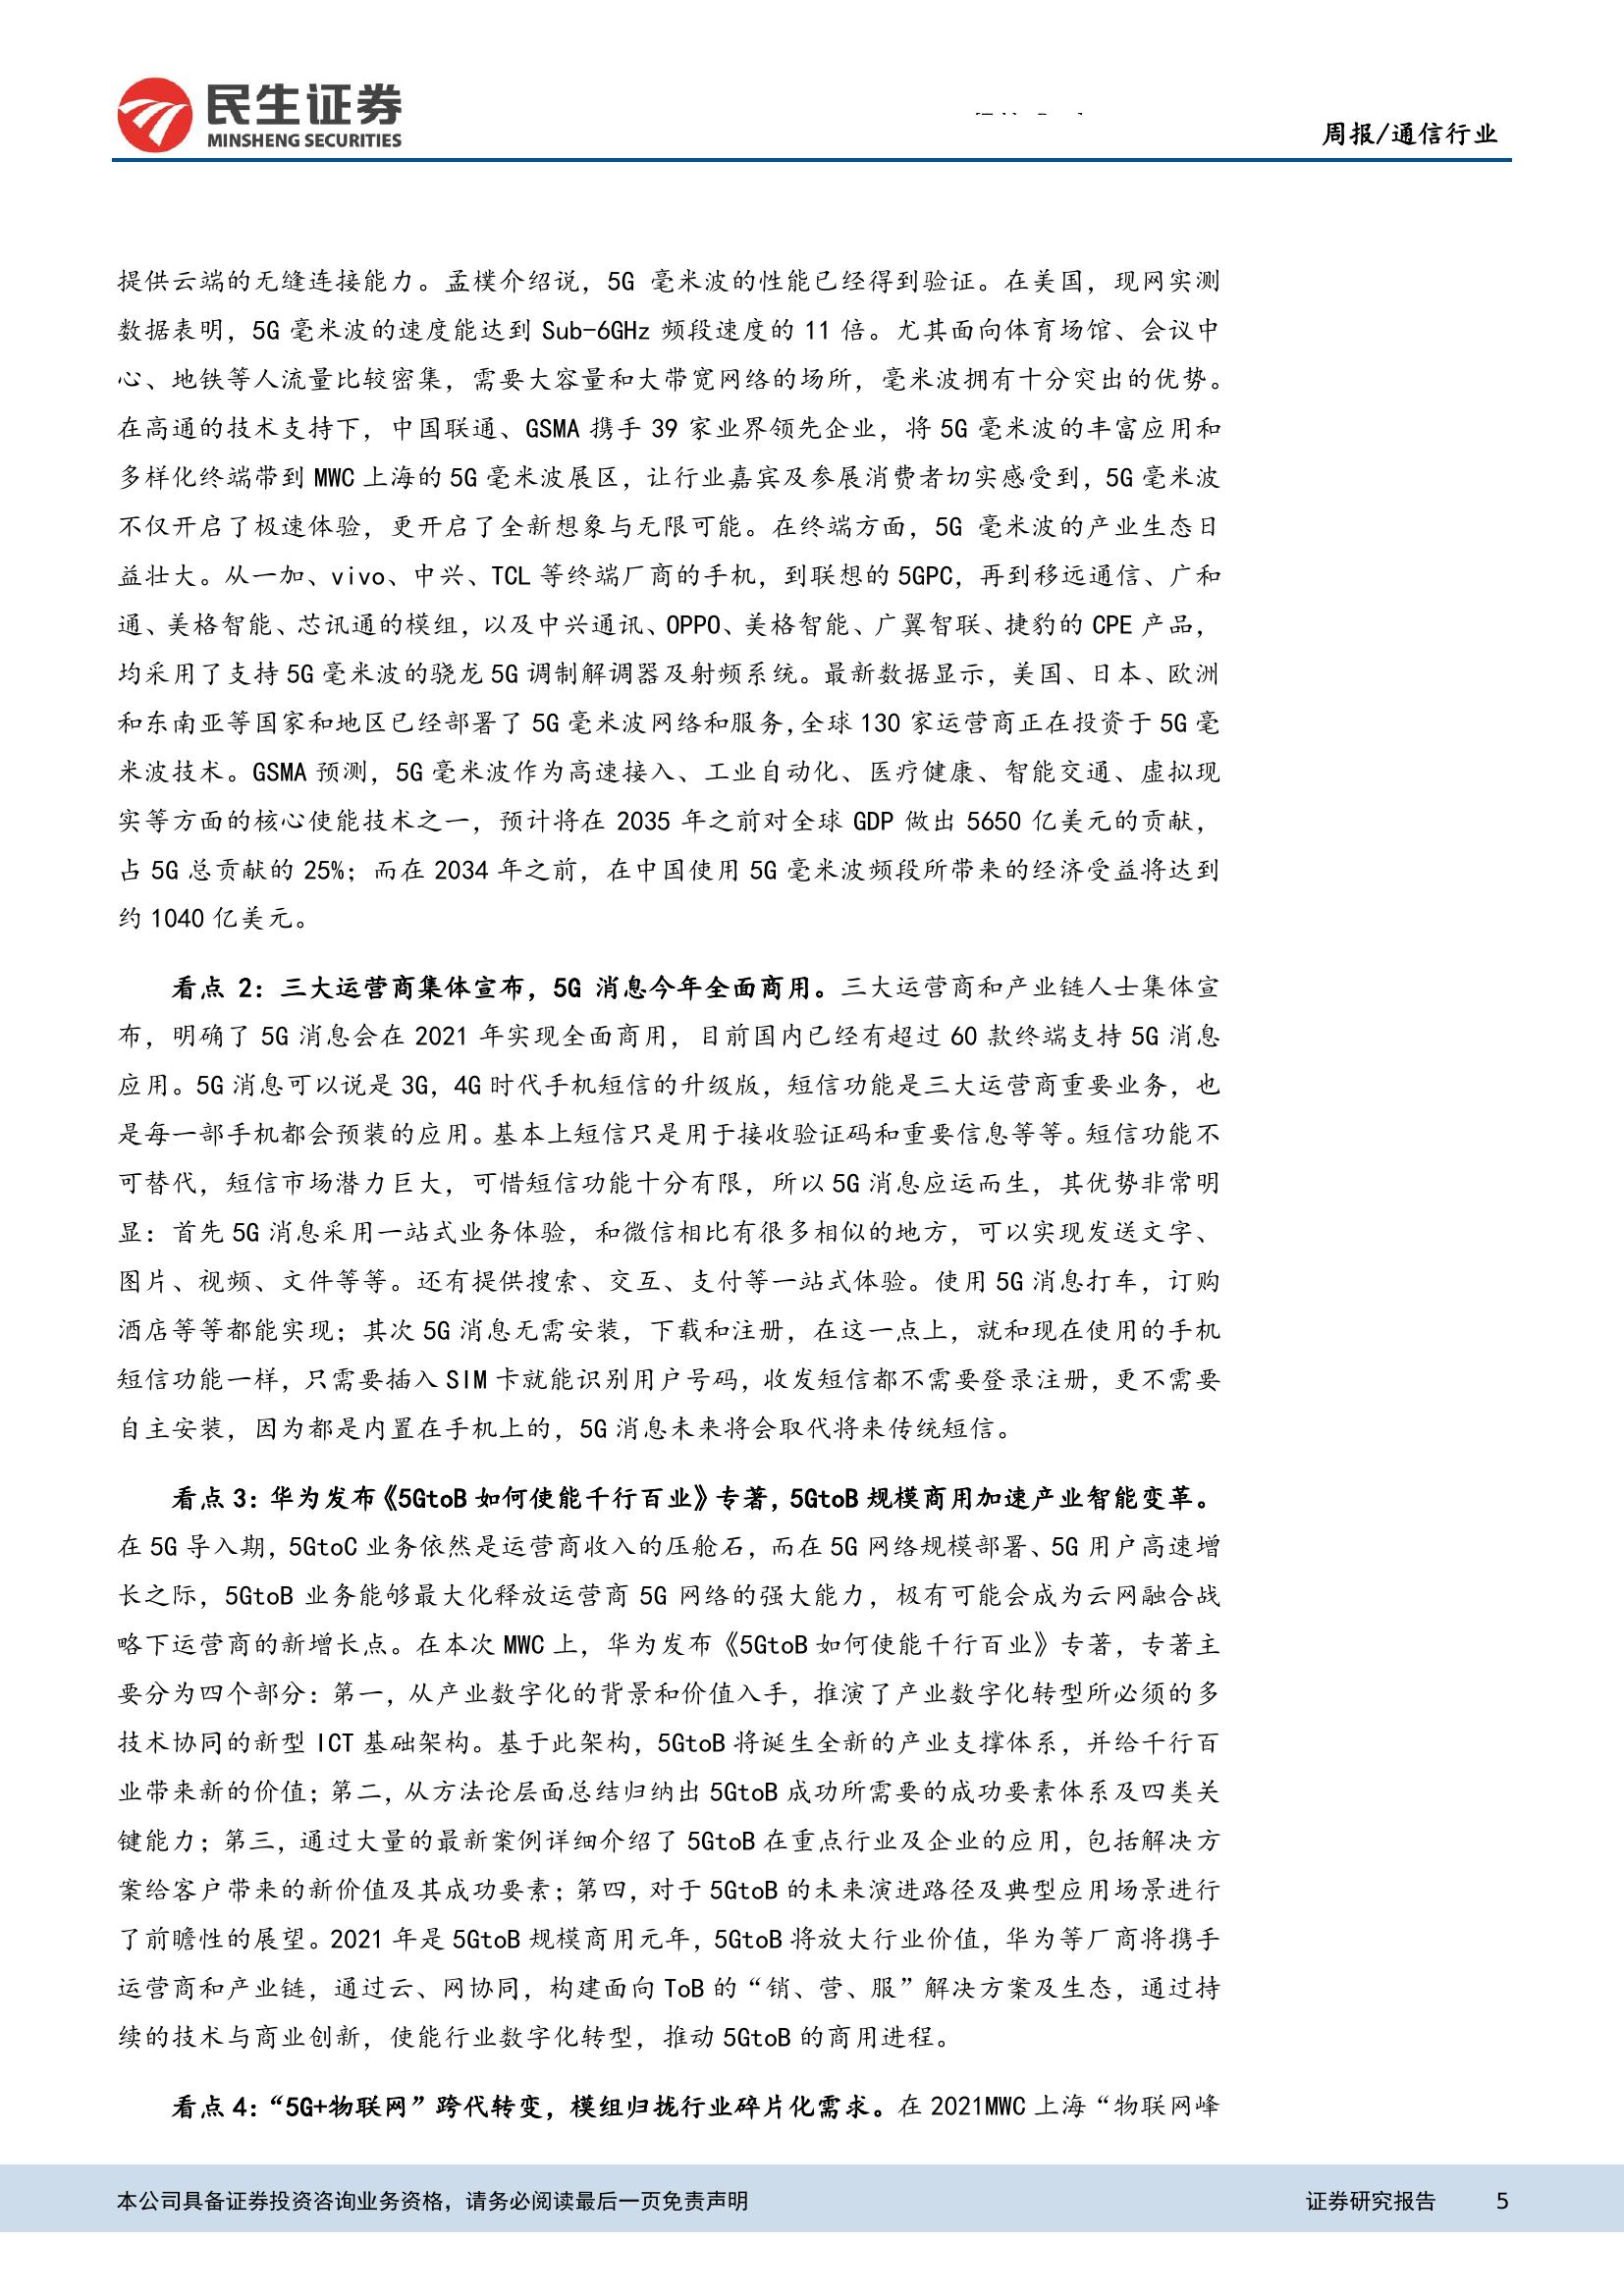 民生证券
MINSHENG SECURITIES
周报/通信行业
提供云端的无缝连接能力。孟樸介绍说，5G 毫米波的性能已经得到验证。在美国，现网实测
数据表明，5G 毫米波的速度能达到 Sub-6GHz 频段速度的 11 倍。尤其面向体育场馆、会议中
心、地铁等人流量比较密集，需要大容量和大带宽网络的场所，毫米波拥有十分突出的优势。
在高通的技术支持下，中国联通、GSMA 携手 39 家业界领先企业，将 5G 毫米波的丰富应用和
多样化终端带到 MWC 上海的 5G 毫米波展区，让行业嘉宾及参展消费者切实感受到，5G 毫米波
不仅开启了极速体验，更开启了全新想象与无限可能。在终端方面，5G 毫米波的产业生态日
益壮大。从一加、vivo、中兴、TCL 等终端厂商的手机，到联想的 5GPC，再到移远通信、广和
通、美格智能、芯讯通的模组，以及中兴通讯、OPPO、美格智能、广翼智联、捷豹的 CPE 产品，
均采用了支持 5G 毫米波的骁龙 5G 调制解调器及射频系统。最新数据显示，美国、日本、欧洲
和东南亚等国家和地区已经部署了 5G 毫米波网络和服务，全球 130 家运营商正在投资于 5G 毫
米波技术。GSMA 预测，5G 毫米波作为高速接入、工业自动化、医疗健康、智能交通、虚拟现
实等方面的核心使能技术之一，预计将在 2035 年之前对全球 GDP 做出 5650 亿美元的贡献，
占 5G 总贡献的 25%；而在 2034 年之前，在中国使用 5G 毫米波频段所带来的经济受益将达到
约 1040 亿美元。
看点 2：三大运营商集体宣布，5G 消息今年全面商用。三大运营商和产业链人士集体宣
布，明确了 5G 消息会在 2021 年实现全面商用，目前国内已经有超过 60 款终端支持 5G 消息
应用。5G 消息可以说是 3G，4G 时代手机短信的升级版，短信功能是三大运营商重要业务，也
是每一部手机都会预装的应用。基本上短信只是用于接收验证码和重要信息等等。短信功能不
可替代，短信市场潜力巨大，可惜短信功能十分有限，所以 5G 消息应运而生，其优势非常明
显：首先 5G 消息采用一站式业务体验，和微信相比有很多相似的地方，可以实现发送文字、
图片、视频、文件等等。还有提供搜索、交互、支付等一站式体验。使用 5G 消息打车，订购
酒店等等都能实现；其次 5G 消息无需安装，下载和注册，在这一点上，就和现在使用的手机
短信功能一样，只需要插入 SIM 卡就能识别用户号码，收发短信都不需要登录注册，更不需要
自主安装，因为都是内置在手机上的，5G 消息未来将会取代将来传统短信。
看点 3：华为发布《5GtoB 如何使能千行百业》专著，5GtoB 规模商用加速产业智能变革。
在 5G 导入期，5GtoC 业务依然是运营商收入的压舱石，而在 5G 网络规模部署、5G 用户高速增
长之际，5GtoB 业务能够最大化释放运营商 5G 网络的强大能力，极有可能会成为云网融合战
略下运营商的新增长点。在本次 MWC 上，华为发布《5GtoB 如何使能千行百业》专著，专著主
要分为四个部分：第一，从产业数字化的背景和价值入手，推演了产业数字化转型所必须的多
技术协同的新型 ICT 基础架构。基于此架构，5GtoB 将诞生全新的产业支撑体系，并给千行百
业带来新的价值；第二，从方法论层面总结归纳出 5GtoB 成功所需要的成功要素体系及四类关
键能力；第三，通过大量的最新案例详细介绍了 5GtoB 在重点行业及企业的应用，包括解决方
案给客户带来的新价值及其成功要素；第四，对于 5GtoB 的未来演进路径及典型应用场景进行
了前瞻性的展望。2021 年是 5GtoB 规模商用元年，5GtoB 将放大行业价值，华为等厂商将携手
运营商和产业链，通过云、网协同，构建面向 ToB 的“销、营、服”解决方案及生态，通过持
续的技术与商业创新，使能行业数字化转型，推动 5GtoB 的商用进程。
看点 4：“5G+物联网”跨代转变，模组归拢行业碎片化需求。在 2021MWC 上海“物联网峰
本公司具备证券投资咨询业务资格，请务必阅读最后一页免责声明
证券研究报告 5